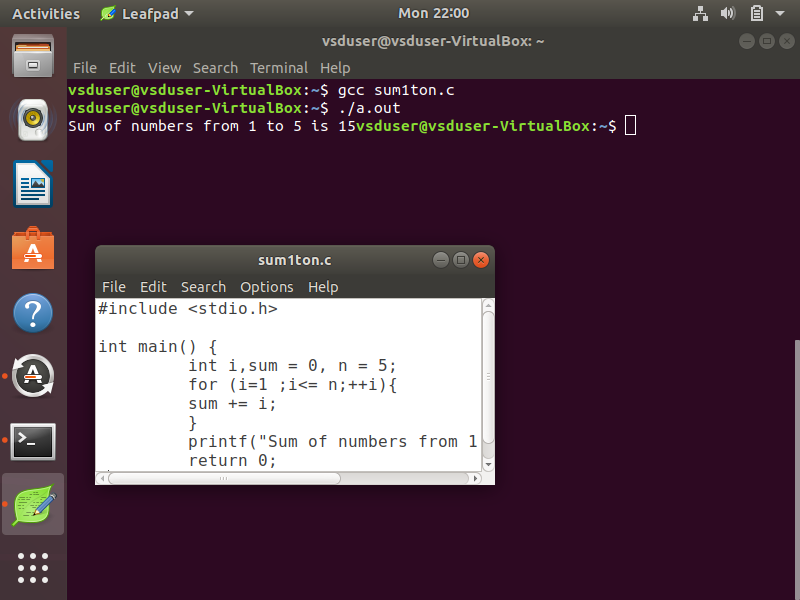 Activities Leafpad Mon 22:00
vsduser@vsduser-VirtualBox: ~
File Edit View Search Terminal Help
vsduser@vsduser-VirtualBox:~$ gcc sum1ton.c
vsduser@vsduser-VirtualBox:~$ ./a.out
Sum of numbers from 1 to 5 is 15vsduser@vsduser-VirtualBox:~$
sum1ton.c
File Edit Search Options Help
#include <stdio.h>
int main() {
int i,sum = 0, n = 5;
for (i=1 ;i<= n;++i){
sum += i;
}
printf("Sum of numbers from 1
return 0;